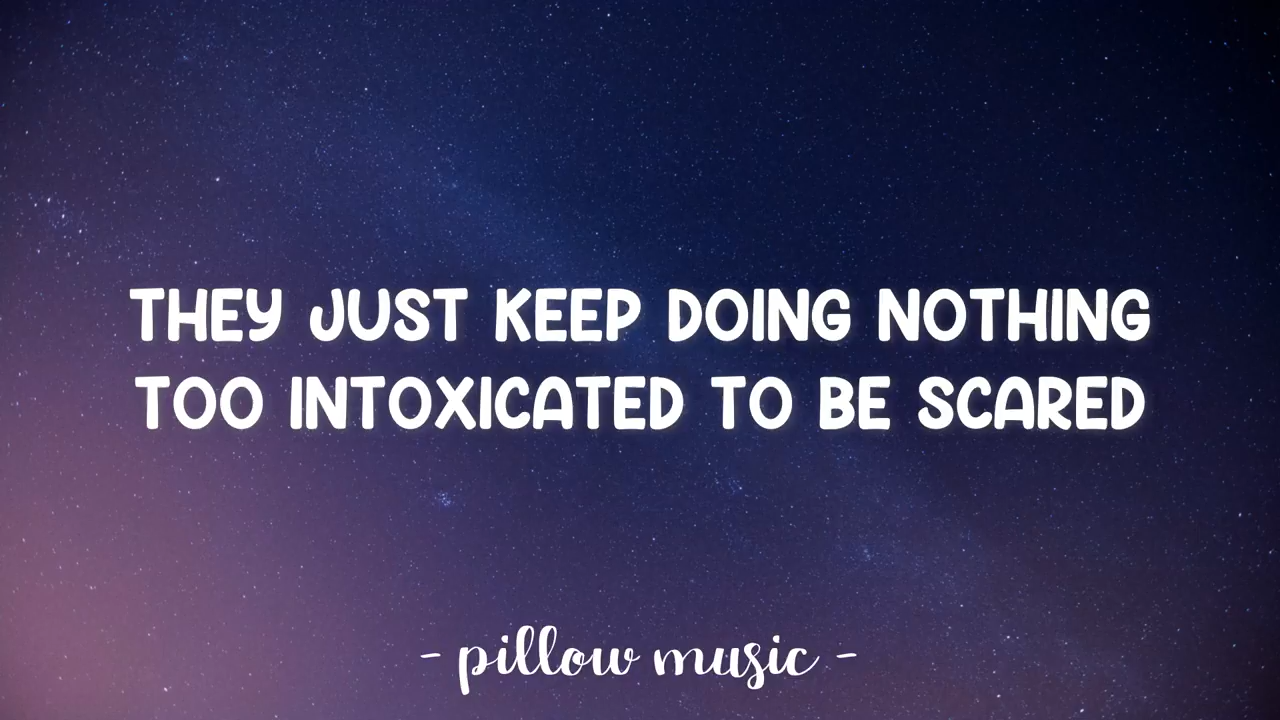 THEY JUST KEEP DOING NOTHING
TOO INTOXICATED TO BE SCARED
- pillow music -